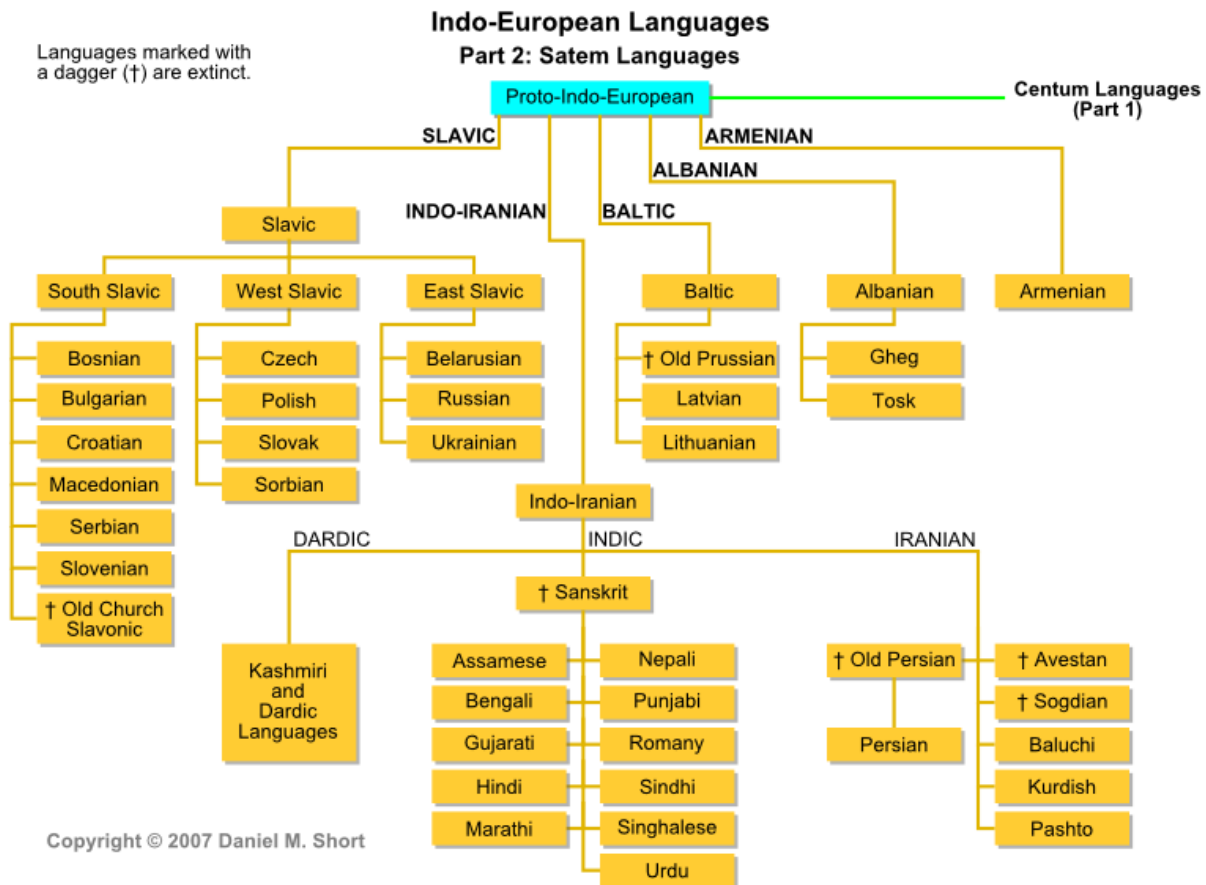 Indo-European Languages
Part 2: Satem Languages
Languages marked with
a dagger (†) are extinct.
Proto-Indo-European
Centum Languages
(Part 1)
SLAVIC
ARMENIAN
ALBANIAN
INDO-IRANIAN
BALTIC
Slavic
South Slavic
West Slavic
East Slavic
Baltic
Albanian
Armenian
Bosnian
Bulgarian
Croatian
Macedonian
Serbian
Slovenian
† Old Church
Slavonic
Czech
Polish
Slovak
Sorbian
Belarusian
Russian
Ukrainian
† Old Prussian
Latvian
Lithuanian
Gheg
Tosk
Indo-Iranian
DARDIC
INDIC
IRANIAN
Kashmiri
and
Dardic
Languages
† Sanskrit
Assamese
Bengali
Gujarati
Hindi
Marathi
Nepali
Punjabi
Romany
Sindhi
Singhalese
Urdu
† Old Persian
Persian
† Avestan
† Sogdian
Baluchi
Kurdish
Pashto
Copyright © 2007 Daniel M. Short